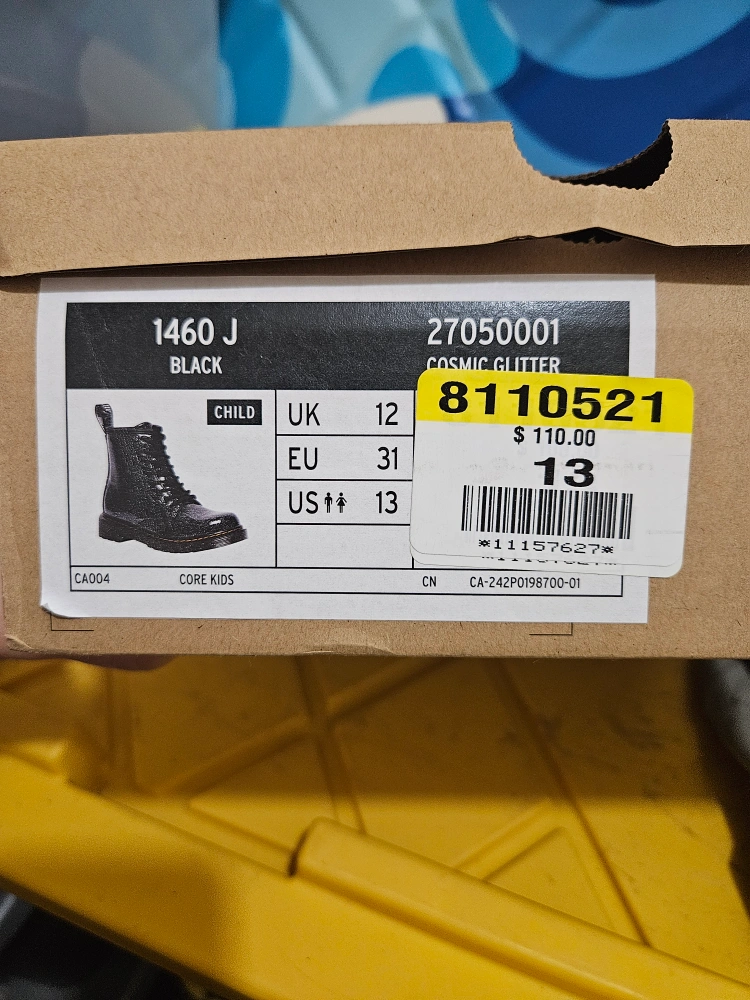 1460 J
BLACK
27050001
COSMIC GLITTER
CHILD
UK 12
EU 31
US 13
8110521
$ 110.00
13
*11157627*
CA004 CORE KIDS CN CA-242P0198700-01